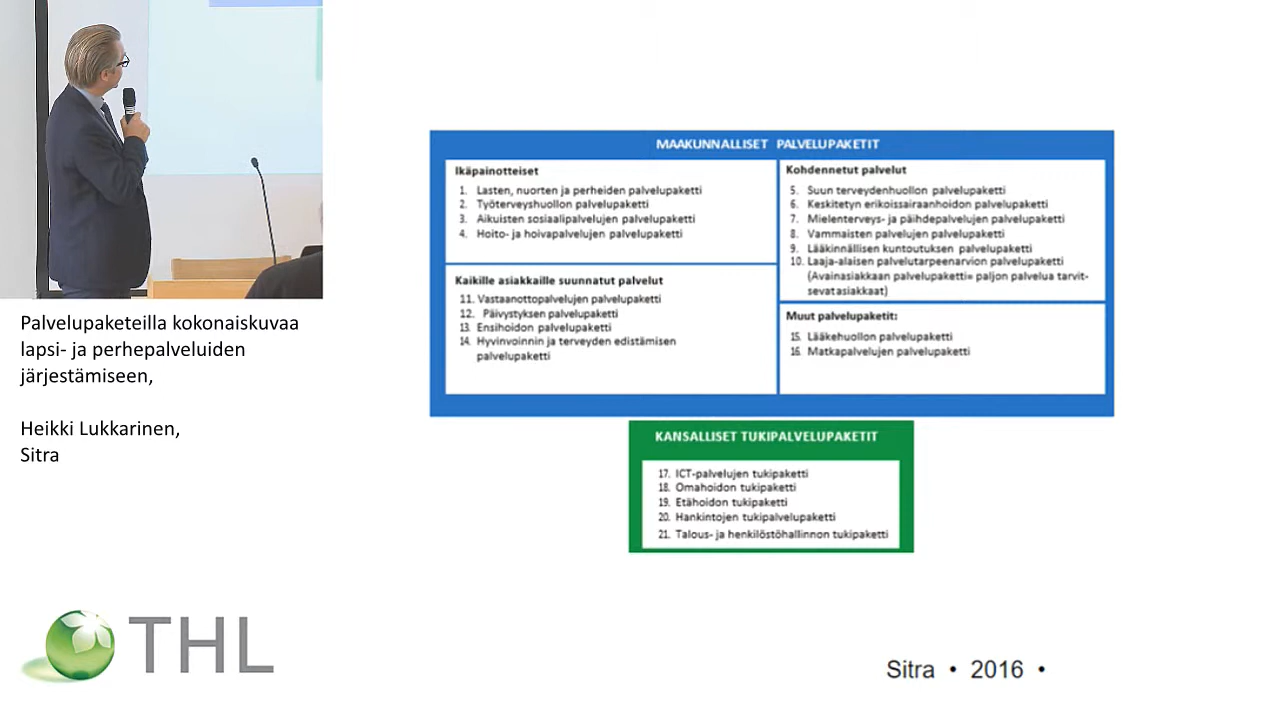 Palvelupaketeilla kokonaiskuvaa
lapsi- ja perhepalveluiden
järjestämiseen,
Heikki Lukkarinen,
Sitra
THL
MAAKUNNALLISET PALVELUPAKETIT
Ikäpainotteiset
1. Lasten, nuorten ja perheiden palvelupaketti
2. Työterveyshuollon palvelupaketti
3. Aikuisten sosiaalipalvelujen palvelupaketti
4. Hoito- ja hoivapalvelujen palvelupaketti
Kaikille asiakkaille suunnatut palvelut
11. Vastaanottopalvelujen palvelupaketti
12. Päivystyksen palvelupaketti
13. Ensihoidon palvelupaketti
14. Hyvinvoinnin ja terveyden edistämisen
palvelupaketti
Kohdennetut palvelut
5. Suun terveydenhuollon palvelupaketti
6. Keskitetyn erikoissairaanhoidon palvelupaketti
7. Mielenterveys- ja päihdepalvelujen palvelupaketti
8. Vammaisten palvelujen palvelupaketti
9. Lääkinnällisen kuntoutuksen palvelupaketti
10. Laaja-alaisen palvelutarpeenarvion palvelupaketti
(Avainasiakkaan palvelupaketti= paljon palvelua tarvit-
sevat asiakkaat)
Muut palvelupaketit:
15. Lääkehuollon palvelupaketti
16. Matkapalvelujen palvelupaketti
KANSALLISET TUKIPALVELUPAKETIT
17. ICT-palvelujen tukipaketti
18. Omahoidon tukipaketti
19. Etähoidon tukipaketti
20. Hankintojen tukipalvelupaketti
21. Talous- ja henkilöstöhallinnon tukipaketti
Sitra • 2016 •